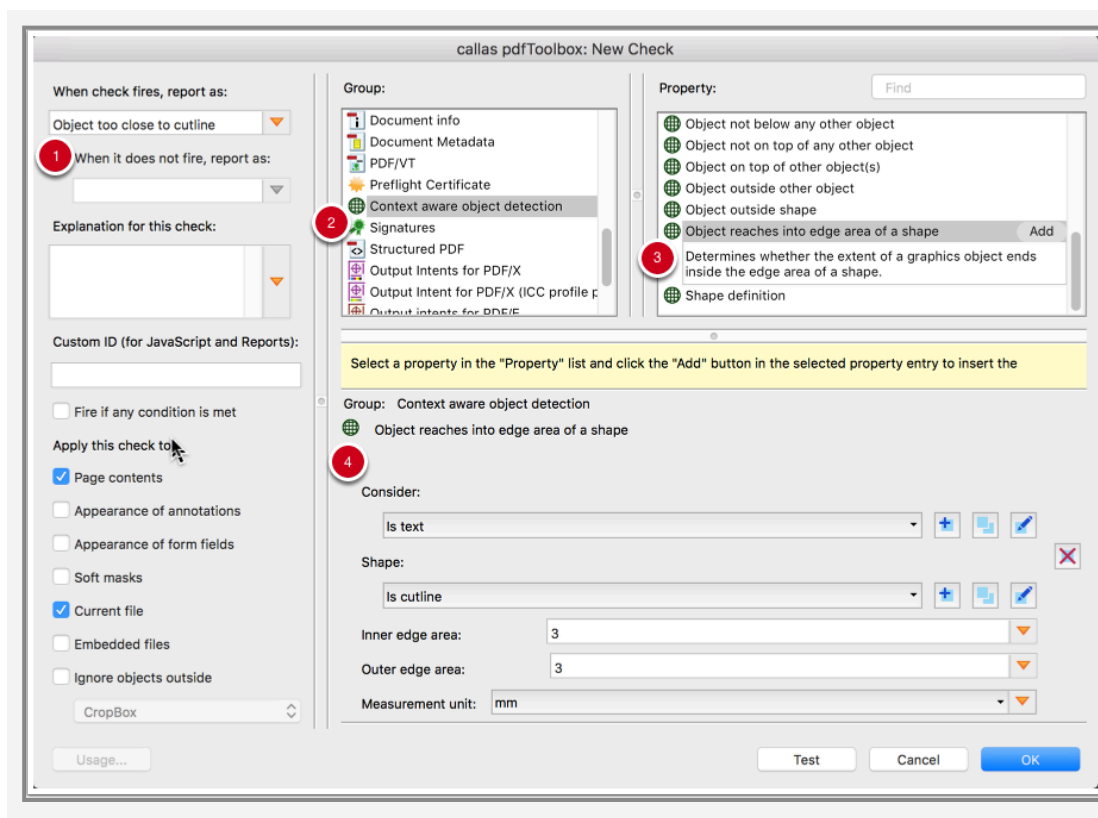 callas pdfToolbox: New Check
When check fires, report as:
Object too close to cutline
1
When it does not fire, report as:
Explanation for this check:
Custom ID (for JavaScript and Reports):
Fire if any condition is met
Apply this check to
Page contents
Appearance of annotations
Appearance of form fields
Soft masks
Current file
Embedded files
Ignore objects outside
CropBox
Usage...
Group:
Document info
Document Metadata
PDF/VT
Preflight Certificate
Context aware object detection
2
Signatures
Structured PDF
Output Intents for PDF/X
Output Intent for PDF/X (ICC profile p
Output intents for PDF/E
Property:
Find
Object not below any other object
Object not on top of any other object
Object on top of other object(s)
Object outside other object
Object outside shape
Object reaches into edge area of a shape Add
3
Determines whether the extent of a graphics object ends
inside the edge area of a shape.
Shape definition
Select a property in the "Property" list and click the "Add" button in the selected property entry to insert the
Group: Context aware object detection
Object reaches into edge area of a shape
4
Consider:
Is text
Shape:
Is cutline
Inner edge area: 3
Outer edge area: 3
Measurement unit: mm
Test Cancel OK